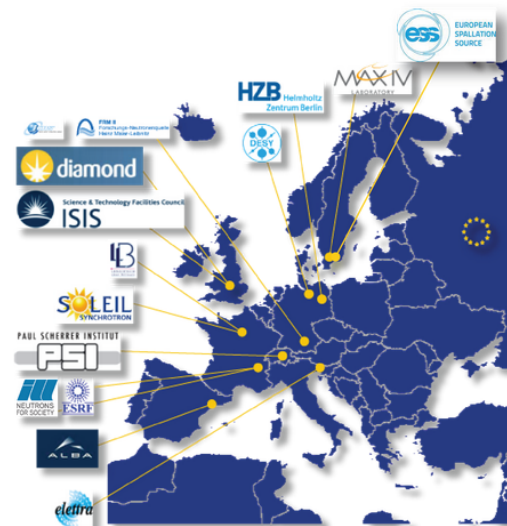 ess
EUROPEAN
SPALLATION
SOURCE
MAX IV
LABORATORY
HZB Helmholtz
Zentrum Berlin
DESY
FRM II
Forschungs-Neutronenquelle
Heinz Maier-Leibnitz
diamond
Science & Technology Facilities Council
ISIS
LLB
SOLEIL
SYNCHROTRON
PAUL SCHERRER INSTITUT
PSI
NEUTRONS
FOR SOCIETY
ESRF
ALBA
elettra